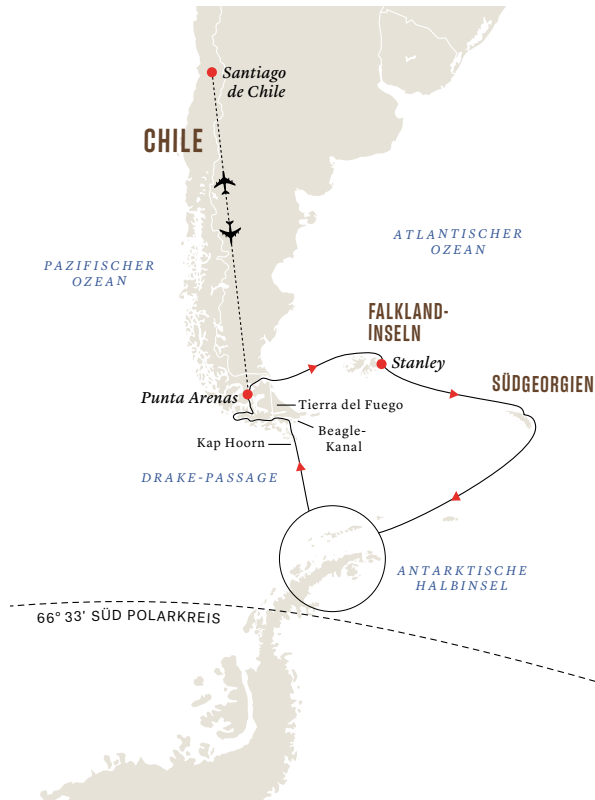 Santiago
de Chile
CHILE
ATLANTISCHER
OZEAN
PAZIFISCHER
OZEAN
FALKLAND-
INSELN
Stanley
SÜDGEORGIEN
Punta Arenas
Tierra del Fuego
Beagle-
Kanal
Kap Hoorn
DRAKE-PASSAGE
ANTARKTISCHE
HALBINSEL
66° 33' SÜD POLARKREIS